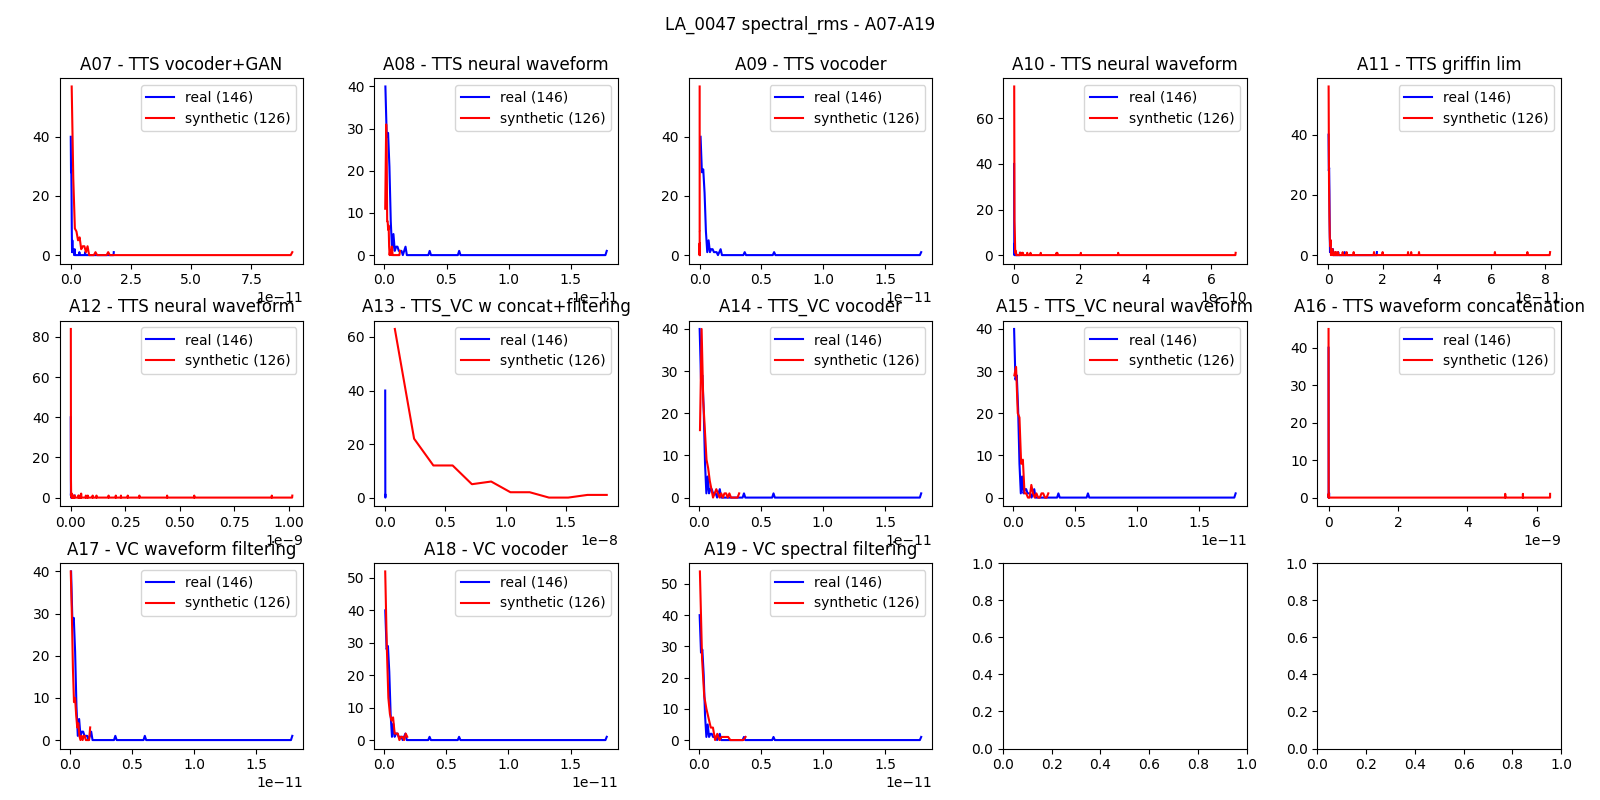 LA_0047 spectral_rms - A07-A19
A07 - TTS vocoder+GAN
real (146)
synthetic (126)
0
20
40
0.0
2.5
5.0
7.5
1e−11
A08 - TTS neural waveform
real (146)
synthetic (126)
0
10
20
30
40
0.0
0.5
1.0
1.5
1e−11
A09 - TTS vocoder
real (146)
synthetic (126)
0
20
40
0.0
0.5
1.0
1.5
1e−11
A10 - TTS neural waveform
real (146)
synthetic (126)
0
20
40
60
0
2
4
6
1e−10
A11 - TTS griffin lim
real (146)
synthetic (126)
0
20
40
0
2
4
6
8
1e−11
A12 - TTS neural waveform
real (146)
synthetic (126)
0
20
40
60
80
0.00
0.25
0.50
0.75
1.00
1e−9
A13 - TTS_VC w concat+filtering
real (146)
synthetic (126)
0
20
40
60
0.0
0.5
1.0
1.5
1e−8
A14 - TTS_VC vocoder
real (146)
synthetic (126)
0
10
20
30
40
0.0
0.5
1.0
1.5
1e−11
A15 - TTS_VC neural waveform
real (146)
synthetic (126)
0
10
20
30
40
0.0
0.5
1.0
1.5
1e−11
A16 - TTS waveform concatenation
real (146)
synthetic (126)
0
10
20
30
40
0
2
4
6
1e−9
A17 - VC waveform filtering
real (146)
synthetic (126)
0
10
20
30
40
0.0
0.5
1.0
1.5
1e−11
A18 - VC vocoder
real (146)
synthetic (126)
0
10
20
30
40
50
0.0
0.5
1.0
1.5
1e−11
A19 - VC spectral filtering
real (146)
synthetic (126)
0
10
20
30
40
50
0.0
0.5
1.0
1.5
1e−11
0.0
0.2
0.4
0.6
0.8
1.0
0.0
0.2
0.4
0.6
0.8
1.0
0.0
0.2
0.4
0.6
0.8
1.0
0.0
0.2
0.4
0.6
0.8
1.0